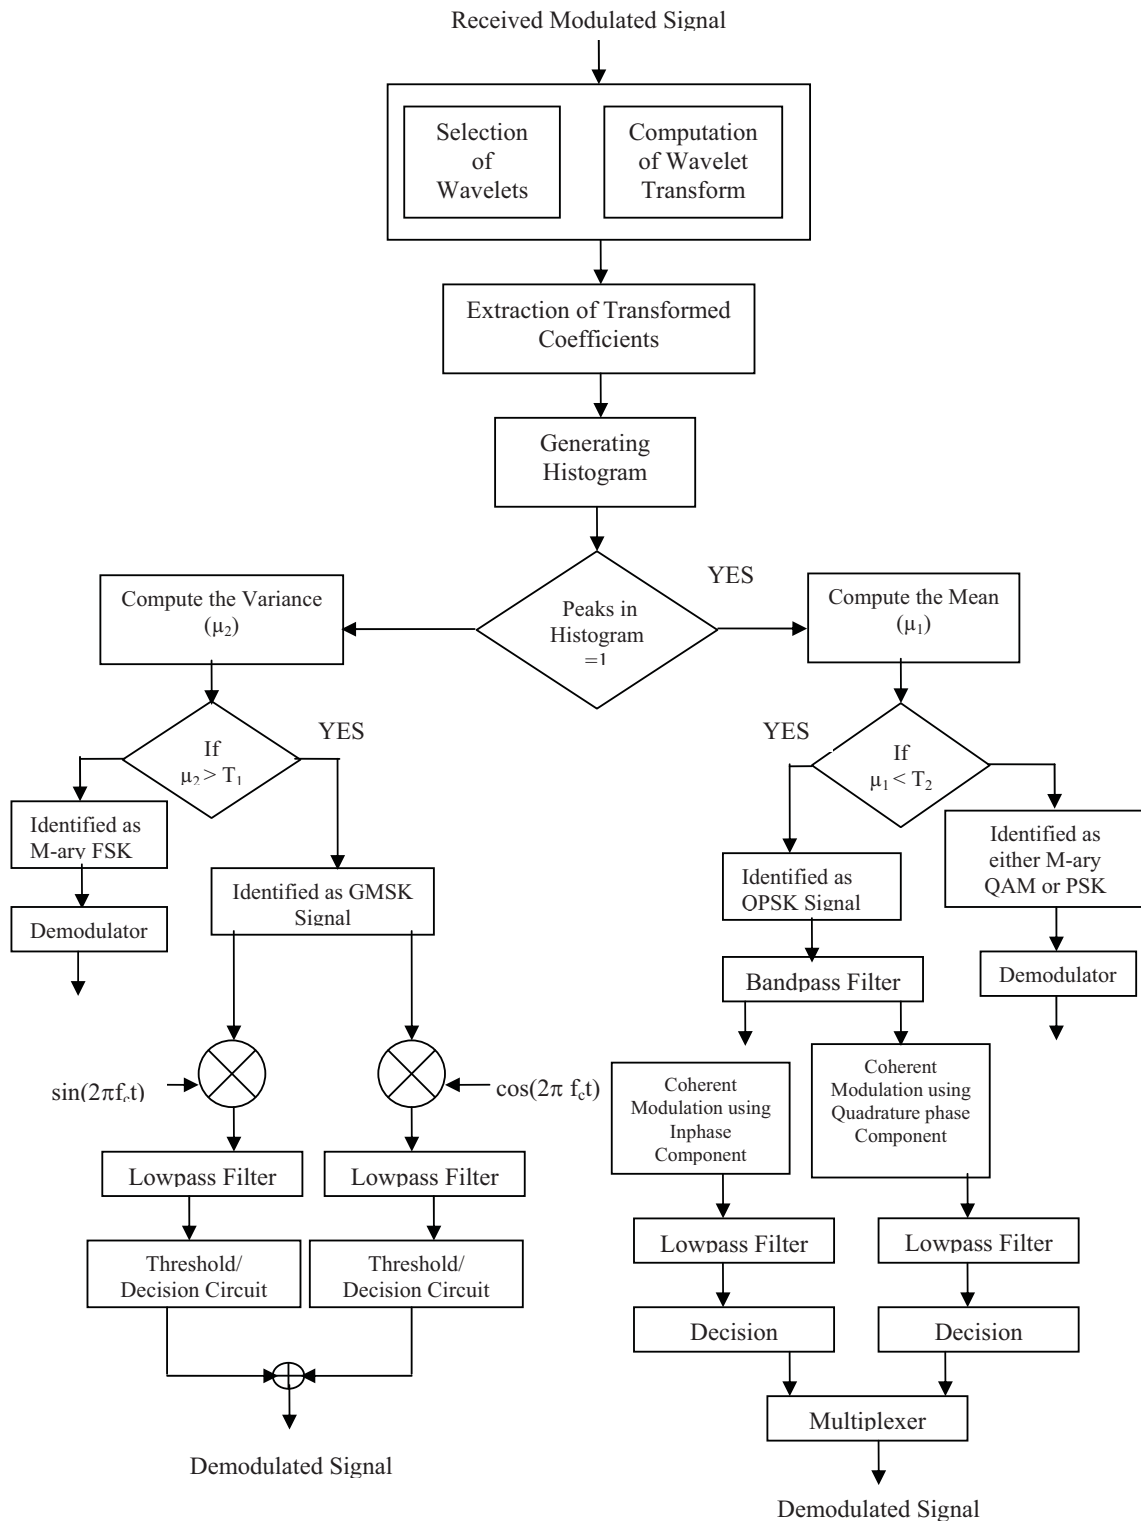 Received Modulated Signal
Selection
of
Wavelets
Computation
of Wavelet
Transform
Extraction of Transformed
Coefficients
Generating
Histogram
Peaks in
Histogram
=1
YES
Compute the Variance
(μ₂)
Compute the Mean
(μ₁)
If
μ₂ > T₁
YES
YES
If
μ₁ < T₂
Identified as
M-ary FSK
Demodulator
Identified as GMSK
Signal
Identified as
QPSK Signal
Identified as
either M-ary
QAM or PSK
Demodulator
Bandpass Filter
sin(2πf꜀t)
cos(2π f꜀t)
Coherent
Modulation using
Inphase
Component
Coherent
Modulation using
Quadrature phase
Component
Lowpass Filter
Lowpass Filter
Threshold/
Decision Circuit
Threshold/
Decision Circuit
Lowpass Filter
Lowpass Filter
Decision
Decision
Multiplexer
Demodulated Signal
Demodulated Signal